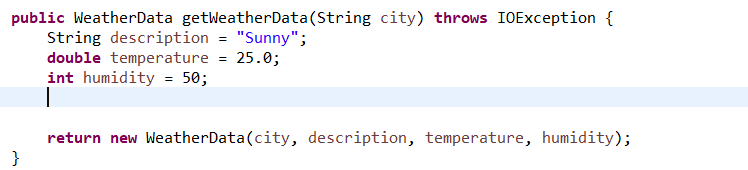 public WeatherData getWeatherData(String city) throws IOException {
    String description = "Sunny";
    double temperature = 25.0;
    int humidity = 50;
    return new WeatherData(city, description, temperature, humidity);
}